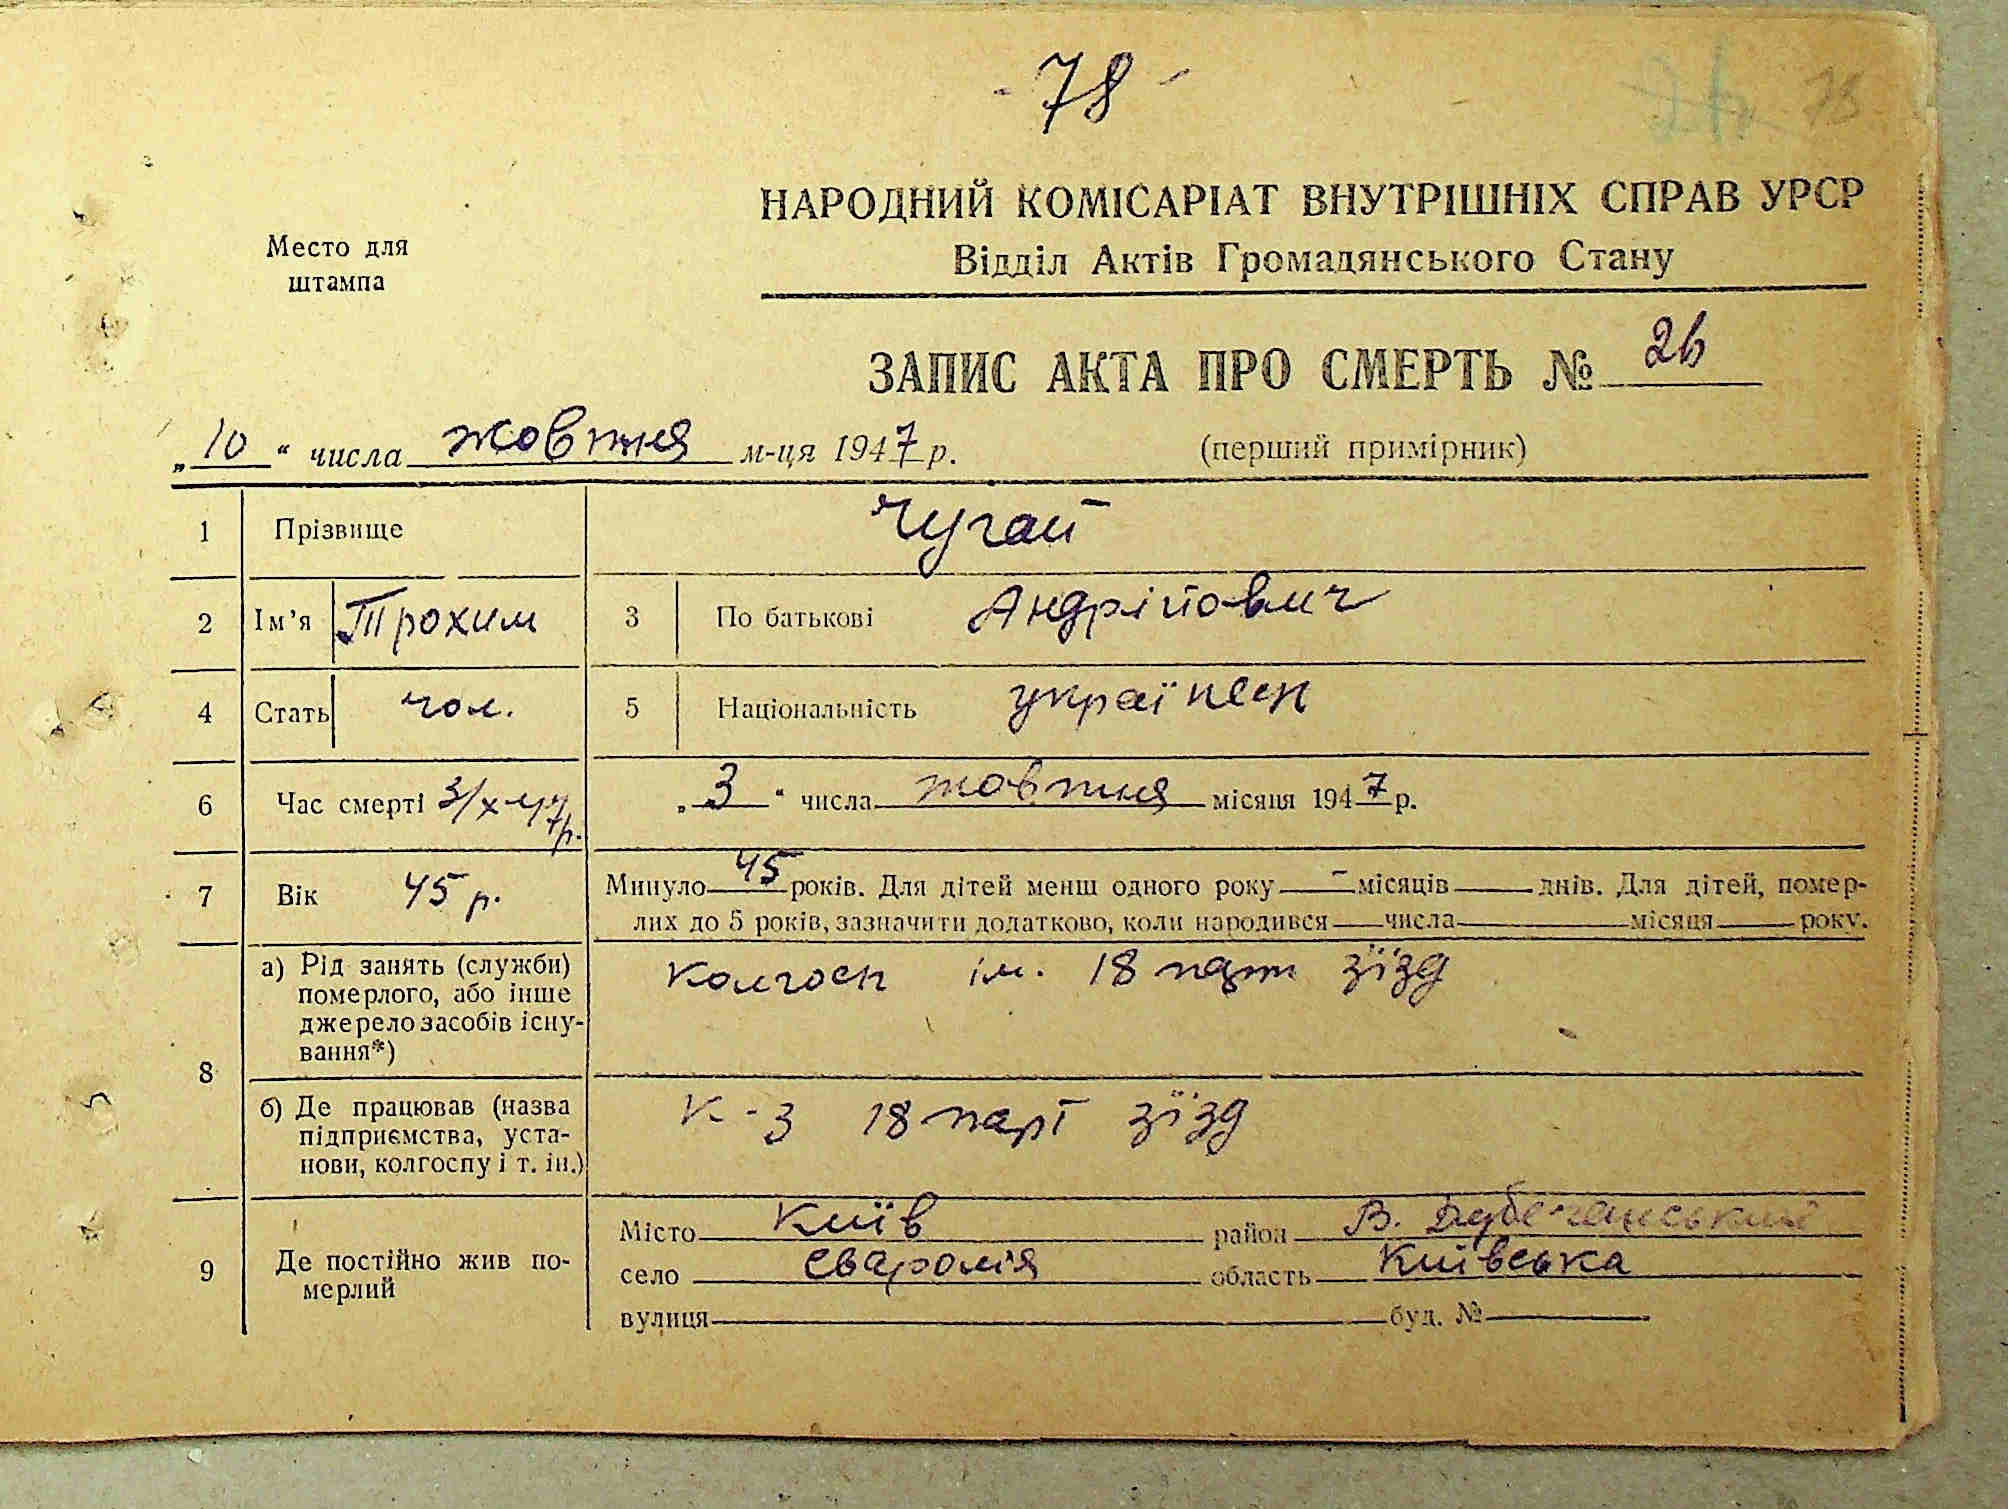 - 78 -
78
НАРОДНИЙ КОМІСАРІАТ ВНУТРІШНІХ СПРАВ УРСР
Відділ Актів Громадянського Стану
Место для
штампа
ЗАПИС АКТА ПРО СМЕРТЬ № 26
„10“ числа жовтня м-ця 1947 р.
(перший примірник)
1 Прізвище Чугай
2 Ім’я Трохим 3 По батькові Андрійович
4 Стать чол. 5 Національність українец
6 Час смерті 3/X-47 р. „3“ числа жовтня місяця 1947 р.
7 Вік 45 р. Минуло 45 років. Для дітей менш одного року - місяців днів. Для дітей, помер-
лих до 5 років, зазначити додатково, коли народився числа місяця року.
8 а) Рід занять (служби)
померлого, або інше
джерело засобів існу-
вання*)
колгосп ім. 18 парт зїзд
б) Де працював (назва
підприємства, уста-
нови, колгоспу і т. ін.)
К-з 18 парт зїзд
9 Де постійно жив по-
мерлий
Місто Київ район В. Дубечанський
село Сваромія область Київська
вулиця буд. №